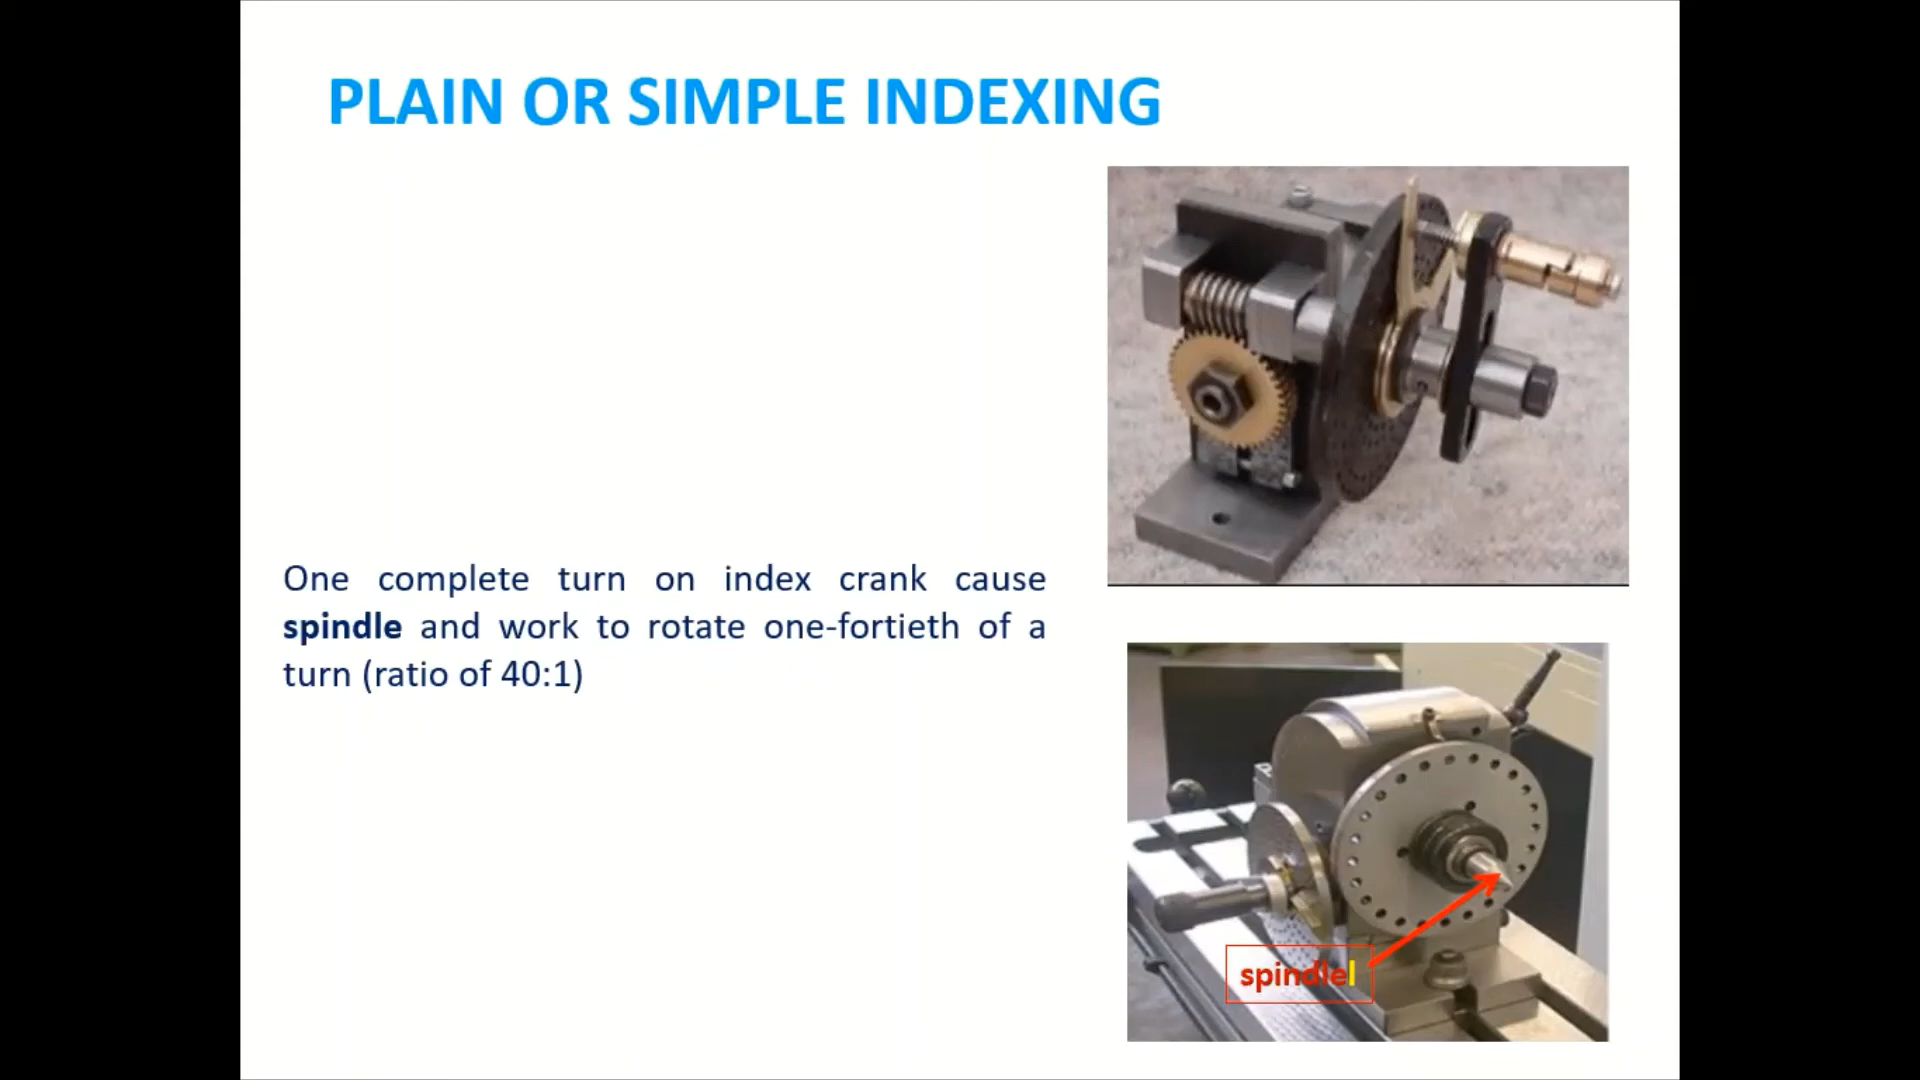 PLAIN OR SIMPLE INDEXING
One complete turn on index crank cause
spindle and work to rotate one-fortieth of a
turn (ratio of 40:1)
spindle